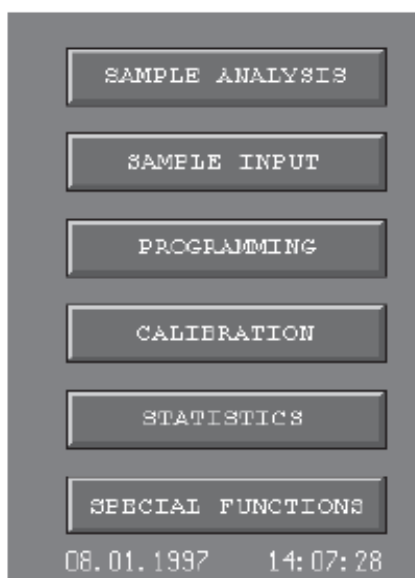 SAMPLE ANALYSIS
SAMPLE INPUT
PROGRAMMING
CALIBRATION
STATISTICS
SPECIAL FUNCTIONS
08.01.1997 14:07:28